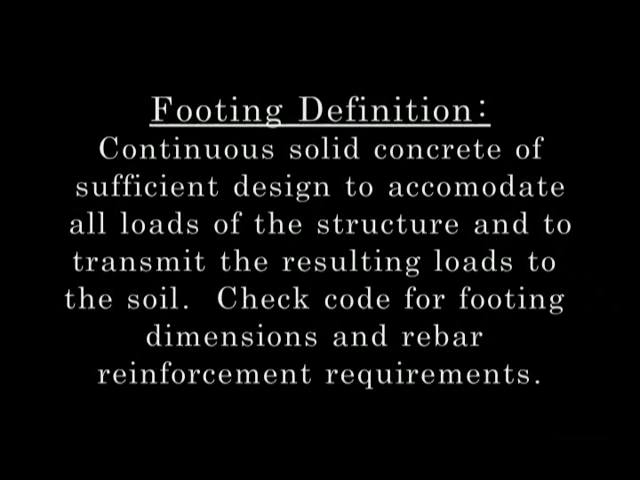 Footing Definition:
Continuous solid concrete of
sufficient design to accomodate
all loads of the structure and to
transmit the resulting loads to
the soil.  Check code for footing
dimensions and rebar
reinforcement requirements.